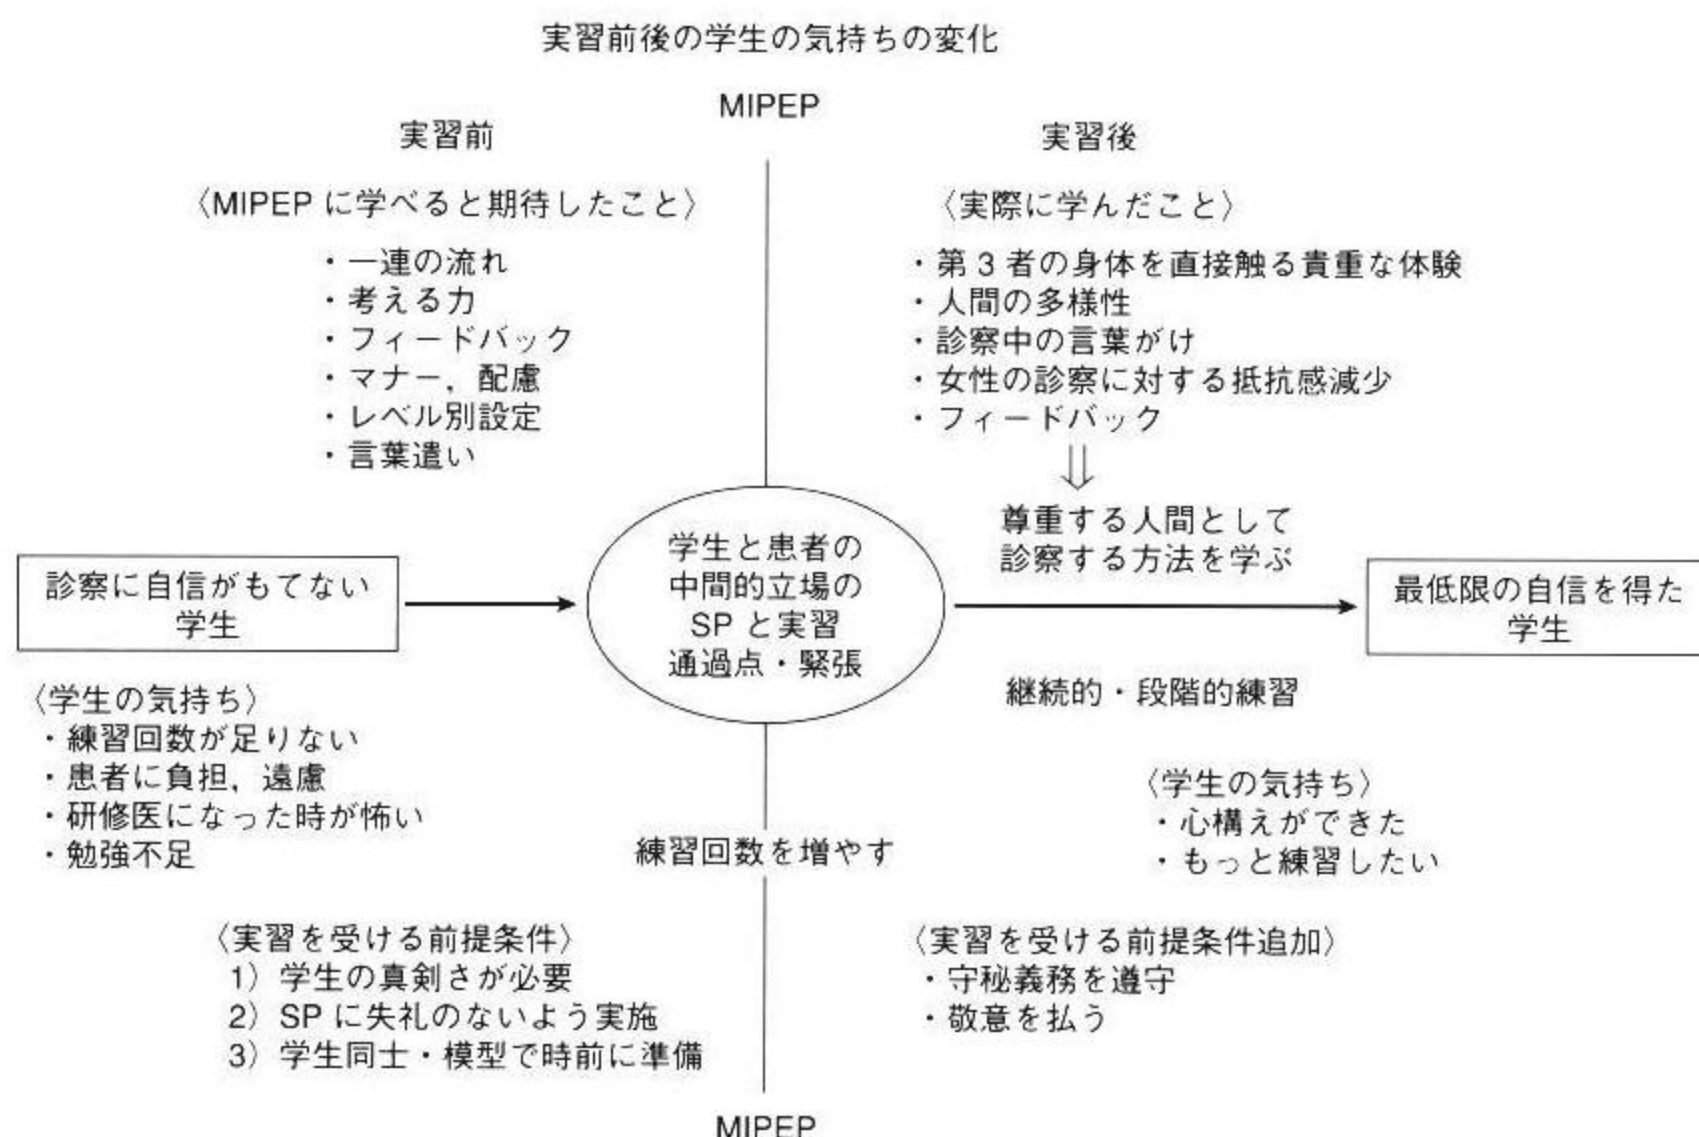 実習前後の学生の気持ちの変化
MIPEP
実習前
〈MIPEP に学べると期待したこと〉
・一連の流れ
・考える力
・フィードバック
・マナー，配慮
・レベル別設定
・言葉遣い
実習後
〈実際に学んだこと〉
・第 3 者の身体を直接触る貴重な体験
・人間の多様性
・診察中の言葉がけ
・女性の診察に対する抵抗感減少
・フィードバック
⇓
尊重する人間として
診察する方法を学ぶ
診察に自信がもてない
学生
学生と患者の
中間的立場の
SP と実習
通過点・緊張
最低限の自信を得た
学生
〈学生の気持ち〉
・練習回数が足りない
・患者に負担，遠慮
・研修医になった時が怖い
・勉強不足
継続的・段階的練習
〈学生の気持ち〉
・心構えができた
・もっと練習したい
練習回数を増やす
〈実習を受ける前提条件〉
1）学生の真剣さが必要
2）SP に失礼のないよう実施
3）学生同士・模型で時前に準備
〈実習を受ける前提条件追加〉
・守秘義務を遵守
・敬意を払う
MIPEP